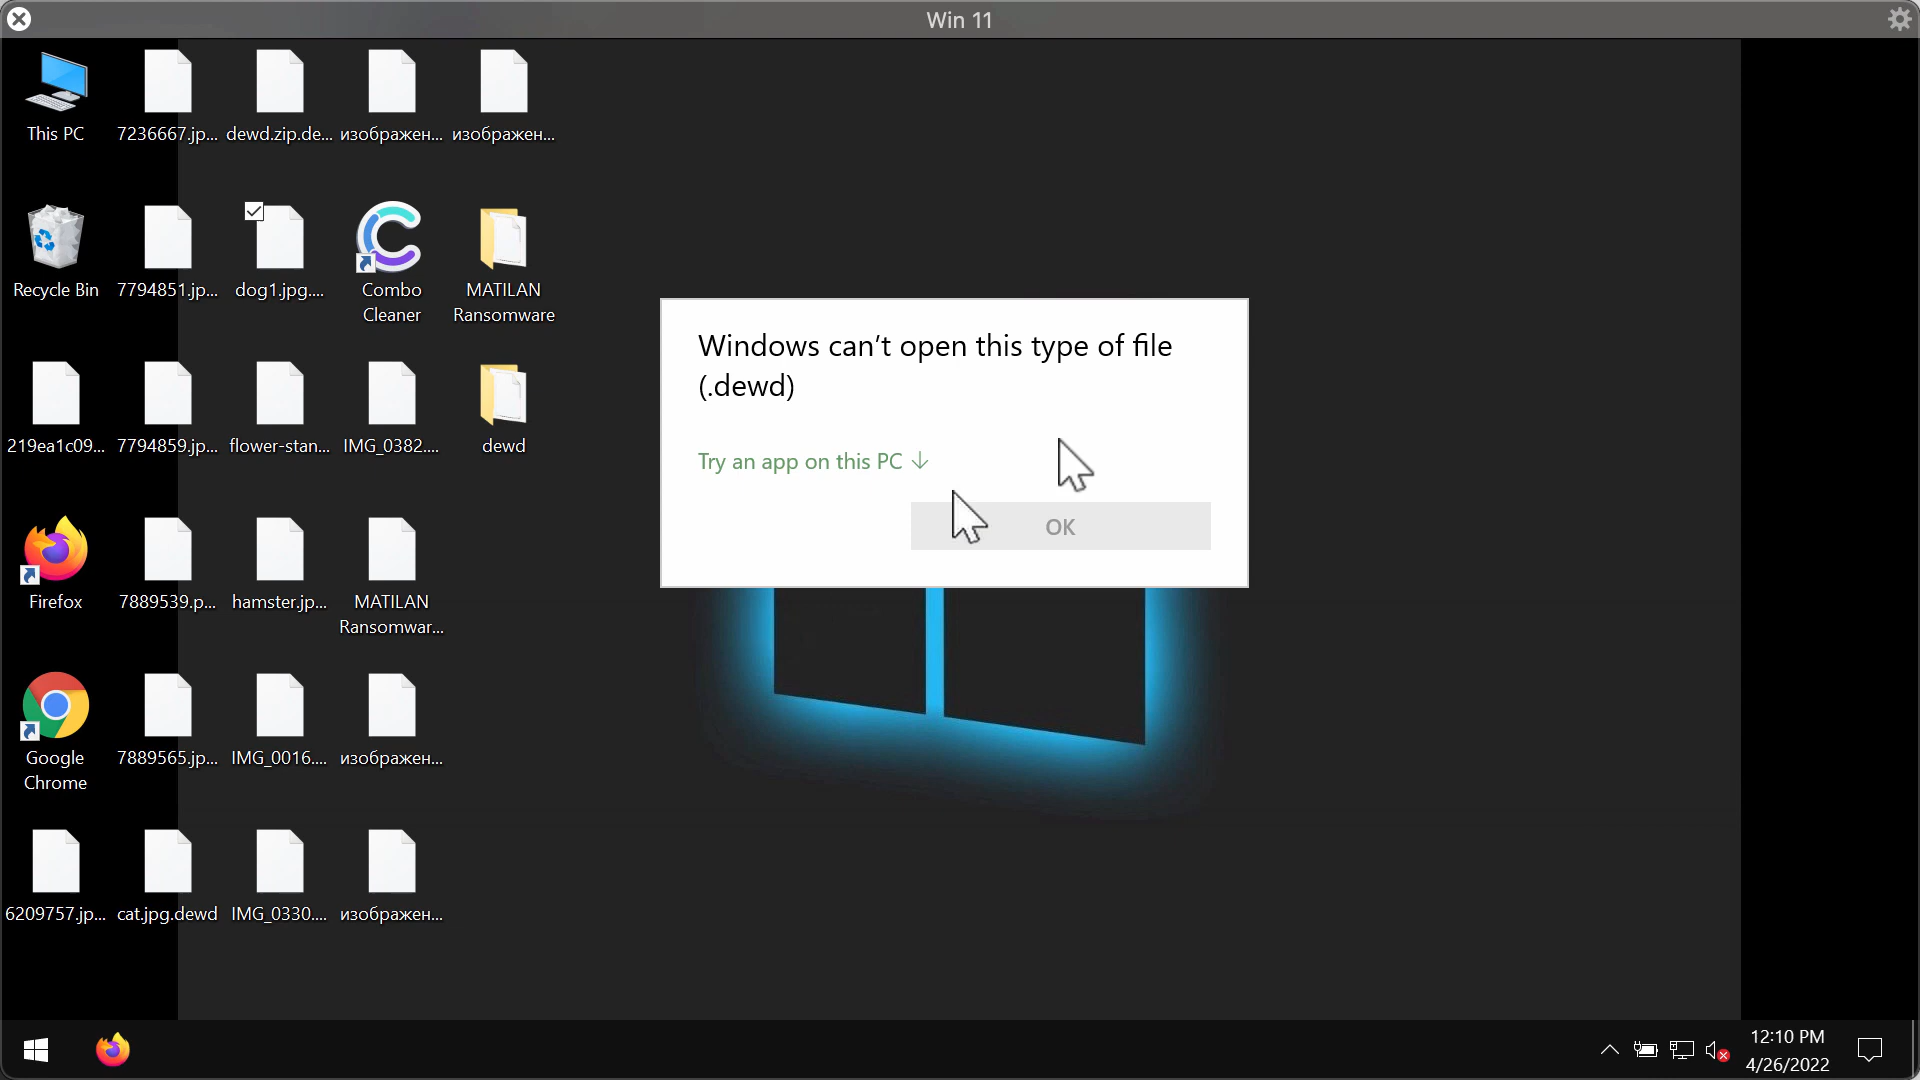 Win 11
This PC
7236667.jp...
dewd.zip.de...
изображен...
изображен...
Recycle Bin
7794851.jp...
dog1.jpg....
Combo
Cleaner
MATILAN
Ransomware
219ea1c09...
7794859.jp...
flower-stan...
IMG_0382....
dewd
Firefox
7889539.p...
hamster.jp...
MATILAN
Ransomwar...
Google
Chrome
7889565.jp...
IMG_0016....
изображен...
6209757.jp...
cat.jpg.dewd
IMG_0330....
изображен...
Windows can't open this type of file
(.dewd)
Try an app on this PC ↓
OK
12:10 PM
4/26/2022